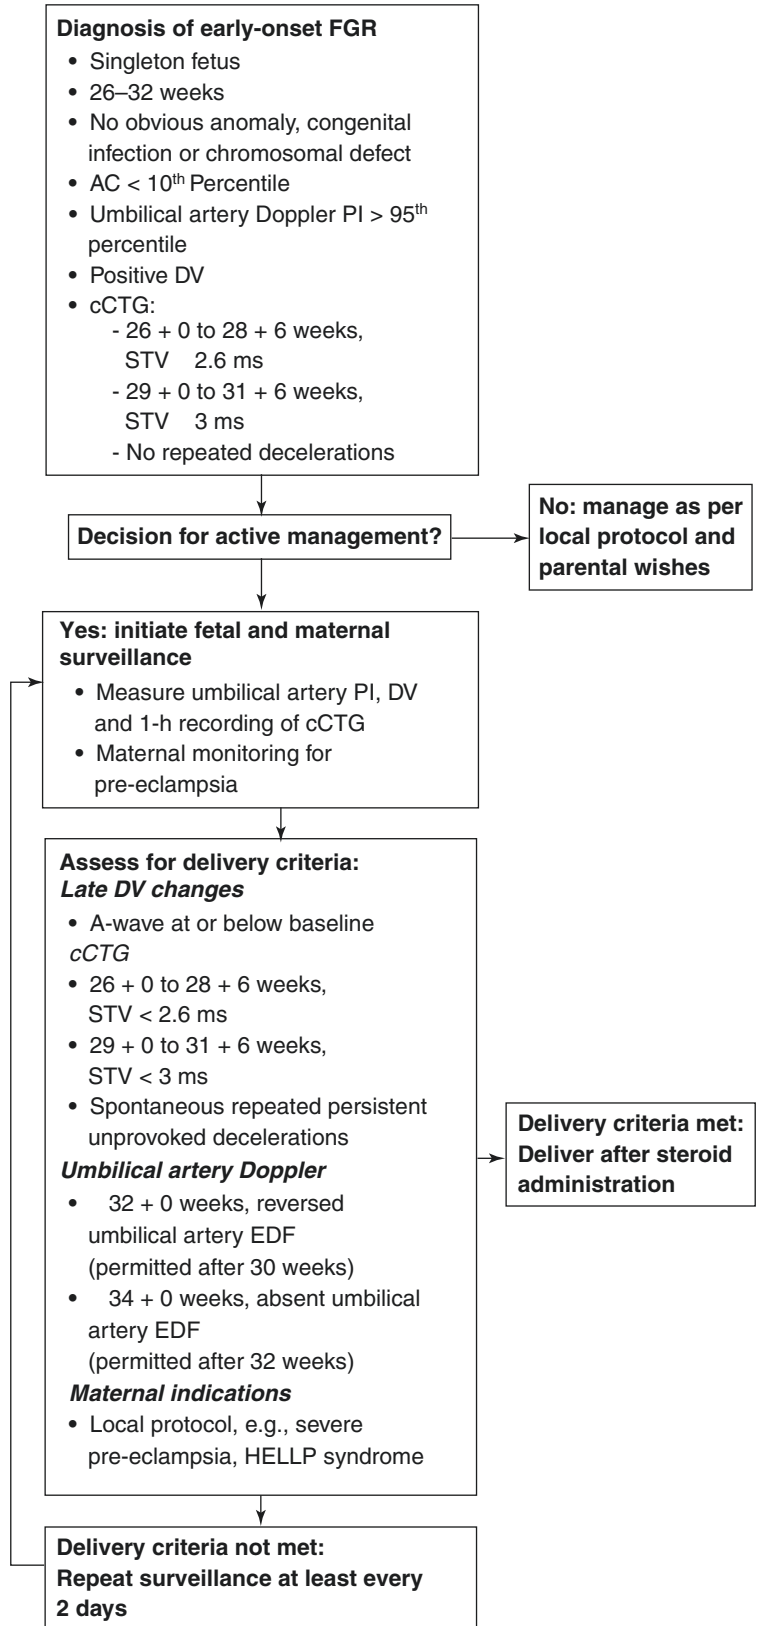 Diagnosis of early-onset FGR
• Singleton fetus
• 26–32 weeks
• No obvious anomaly, congenital
infection or chromosomal defect
• AC < 10th Percentile
• Umbilical artery Doppler PI > 95th
percentile
• Positive DV
• cCTG:
- 26 + 0 to 28 + 6 weeks,
STV 2.6 ms
- 29 + 0 to 31 + 6 weeks,
STV 3 ms
- No repeated decelerations
Decision for active management?
No: manage as per
local protocol and
parental wishes
Yes: initiate fetal and maternal
surveillance
• Measure umbilical artery PI, DV
and 1-h recording of cCTG
• Maternal monitoring for
pre-eclampsia
Assess for delivery criteria:
Late DV changes
• A-wave at or below baseline
cCTG
• 26 + 0 to 28 + 6 weeks,
STV < 2.6 ms
• 29 + 0 to 31 + 6 weeks,
STV < 3 ms
• Spontaneous repeated persistent
unprovoked decelerations
Umbilical artery Doppler
• 32 + 0 weeks, reversed
umbilical artery EDF
(permitted after 30 weeks)
• 34 + 0 weeks, absent umbilical
artery EDF
(permitted after 32 weeks)
Maternal indications
• Local protocol, e.g., severe
pre-eclampsia, HELLP syndrome
Delivery criteria met:
Deliver after steroid
administration
Delivery criteria not met:
Repeat surveillance at least every
2 days